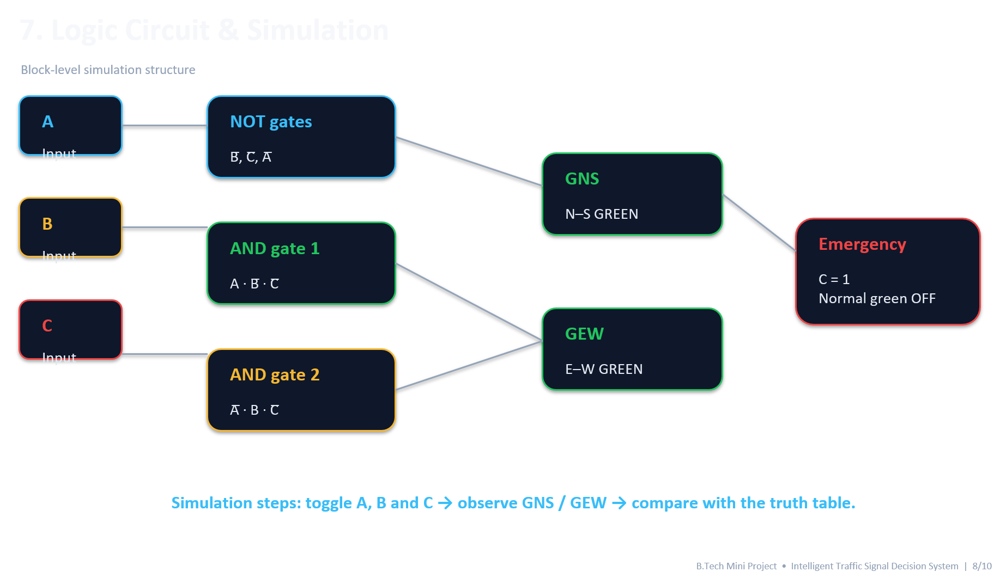 7. Logic Circuit & Simulation
Block-level simulation structure
A
Input
NOT gates
B̅, C̅, A̅
B
Input
AND gate 1
A · B̅ · C̅
C
Input
AND gate 2
A̅ · B · C̅
GNS
N–S GREEN
GEW
E–W GREEN
Emergency
C = 1
Normal green OFF
Simulation steps: toggle A, B and C → observe GNS / GEW → compare with the truth table.
B.Tech Mini Project • Intelligent Traffic Signal Decision System | 8/10